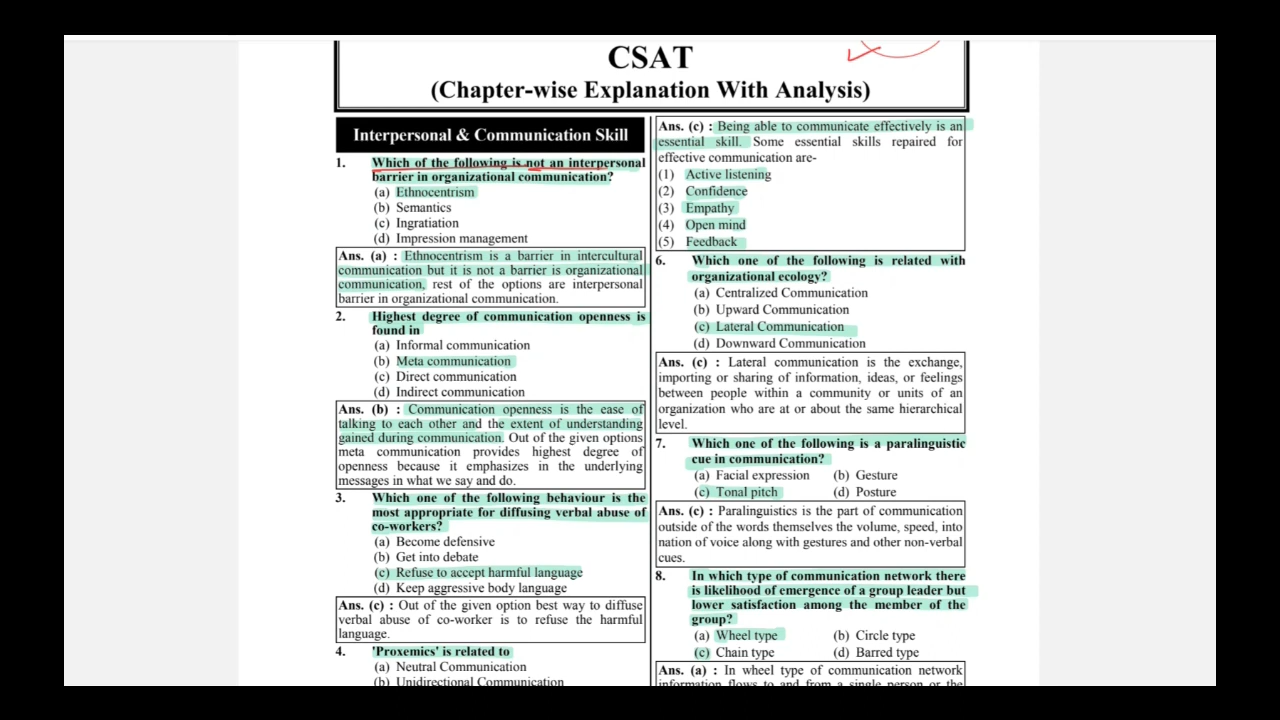 CSAT
(Chapter-wise Explanation With Analysis)
Interpersonal & Communication Skill
1. Which of the following is not an interpersonal
barrier in organizational communication?
(a) Ethnocentrism
(b) Semantics
(c) Ingratiation
(d) Impression management
Ans. (a) : Ethnocentrism is a barrier in intercultural
communication but it is not a barrier is organizational
communication, rest of the options are interpersonal
barrier in organizational communication.
2. Highest degree of communication openness is
found in
(a) Informal communication
(b) Meta communication
(c) Direct communication
(d) Indirect communication
Ans. (b) : Communication openness is the ease of
talking to each other and the extent of understanding
gained during communication. Out of the given options
meta communication provides highest degree of
openness because it emphasizes in the underlying
messages in what we say and do.
3. Which one of the following behaviour is the
most appropriate for diffusing verbal abuse of
co-workers?
(a) Become defensive
(b) Get into debate
(c) Refuse to accept harmful language
(d) Keep aggressive body language
Ans. (c) : Out of the given option best way to diffuse
verbal abuse of co-worker is to refuse the harmful
language.
4. 'Proxemics' is related to
(a) Neutral Communication
(b) Unidirectional Communication
Ans. (c) : Being able to communicate effectively is an
essential skill. Some essential skills repaired for
effective communication are-
(1) Active listening
(2) Confidence
(3) Empathy
(4) Open mind
(5) Feedback
6. Which one of the following is related with
organizational ecology?
(a) Centralized Communication
(b) Upward Communication
(c) Lateral Communication
(d) Downward Communication
Ans. (c) : Lateral communication is the exchange,
importing or sharing of information, ideas, or feelings
between people within a community or units of an
organization who are at or about the same hierarchical
level.
7. Which one of the following is a paralinguistic
cue in communication?
(a) Facial expression (b) Gesture
(c) Tonal pitch (d) Posture
Ans. (c) : Paralinguistics is the part of communication
outside of the words themselves the volume, speed, into
nation of voice along with gestures and other non-verbal
cues.
8. In which type of communication network there
is likelihood of emergence of a group leader but
lower satisfaction among the member of the
group?
(a) Wheel type (b) Circle type
(c) Chain type (d) Barred type
Ans. (a) : In wheel type of communication network
information flows to and from a single person or the